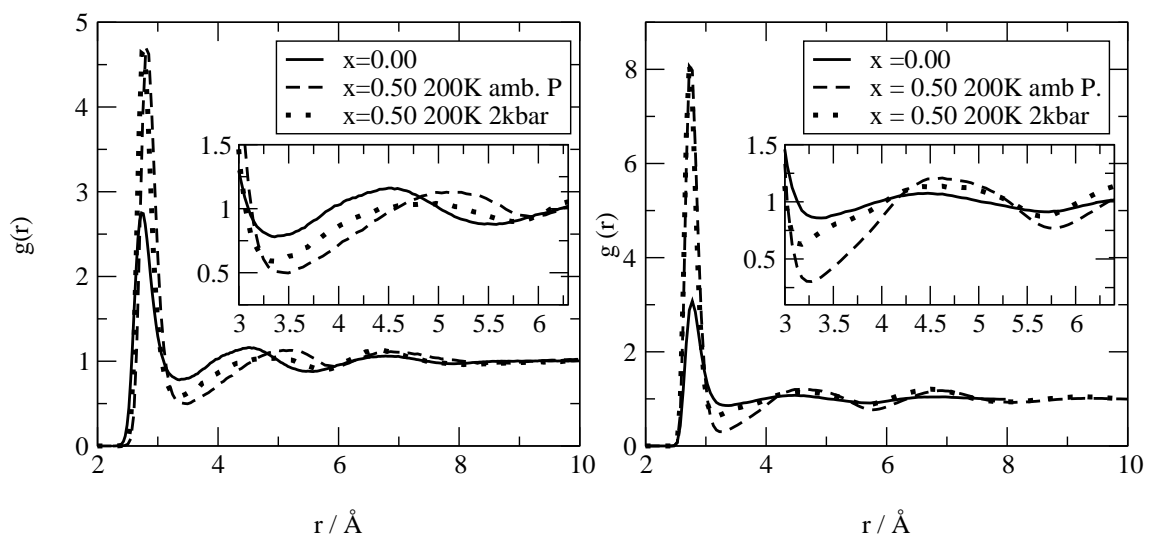 5
4
3
2
1
0
g(r)
x=0.00
x=0.50 200K amb. P
x=0.50 200K 2kbar
1.5
1
0.5
3 3.5 4 4.5 5 5.5 6
2 4 6 8 10
r / Å
8
6
4
2
0
g (r)
x =0.00
x = 0.50 200K amb P.
x = 0.50 200K 2kbar
1.5
1
0.5
3 3.5 4 4.5 5 5.5 6
2 4 6 8 10
r / Å